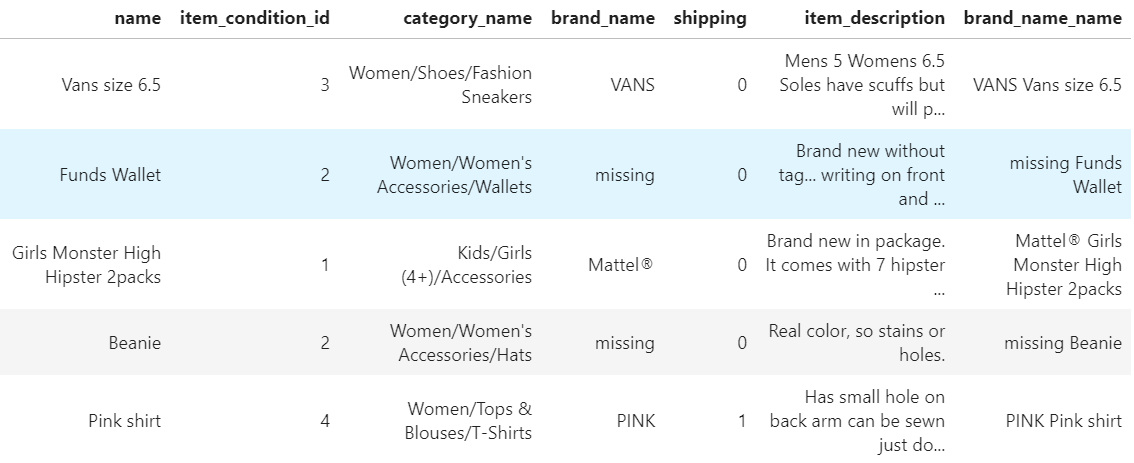 name item_condition_id category_name brand_name shipping item_description brand_name_name
Vans size 6.5 3 Women/Shoes/Fashion Sneakers VANS 0 Mens 5 Womens 6.5 Soles have scuffs but will p... VANS Vans size 6.5
Funds Wallet 2 Women/Women's Accessories/Wallets missing 0 Brand new without tag... writing on front and ... missing Funds Wallet
Girls Monster High Hipster 2packs 1 Kids/Girls (4+)/Accessories Mattel® 0 Brand new in package. It comes with 7 hipster ... Mattel® Girls Monster High Hipster 2packs
Beanie 2 Women/Women's Accessories/Hats missing 0 Real color, so stains or holes. missing Beanie
Pink shirt 4 Women/Tops & Blouses/T-Shirts PINK 1 Has small hole on back arm can be sewn just do... PINK Pink shirt